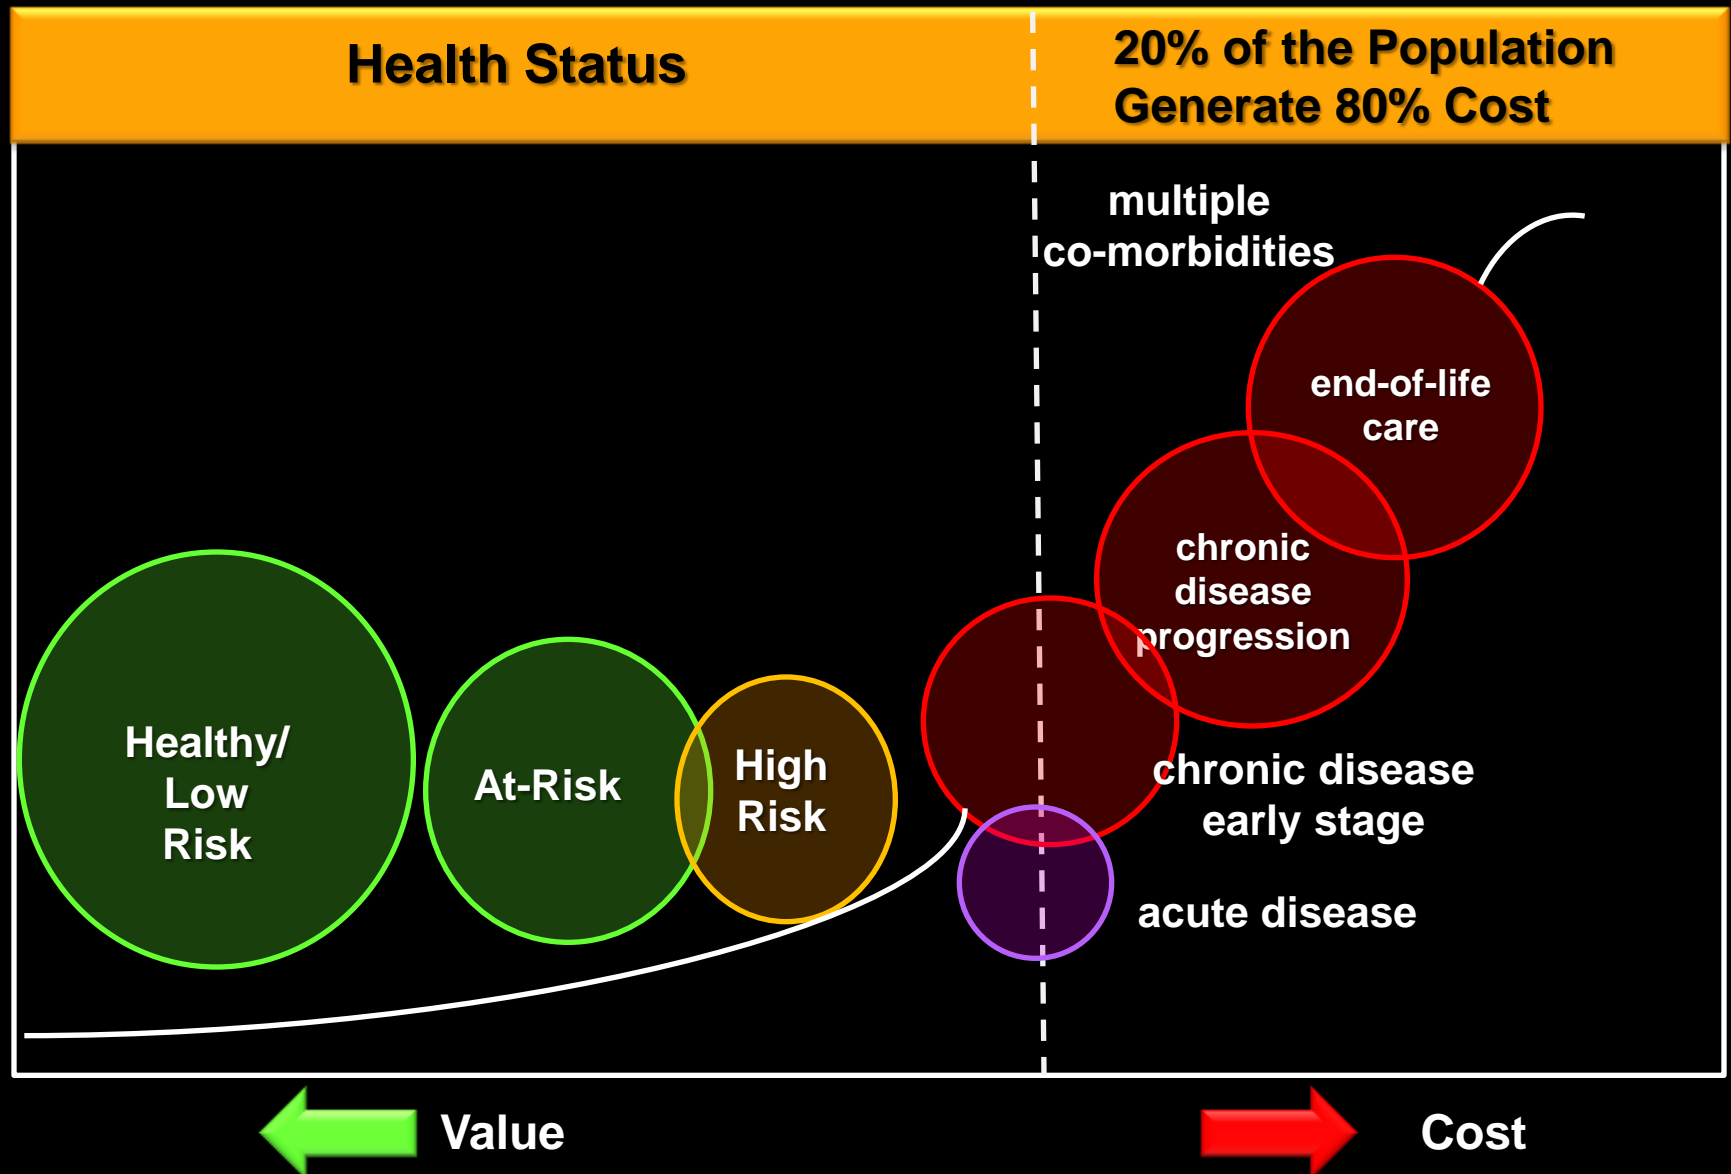 Health Status
20% of the Population
Generate 80% Cost
multiple
co-morbidities
end-of-life
care
chronic
disease
progression
Healthy/
Low
Risk
At-Risk
High
Risk
chronic disease
early stage
acute disease
Value
Cost